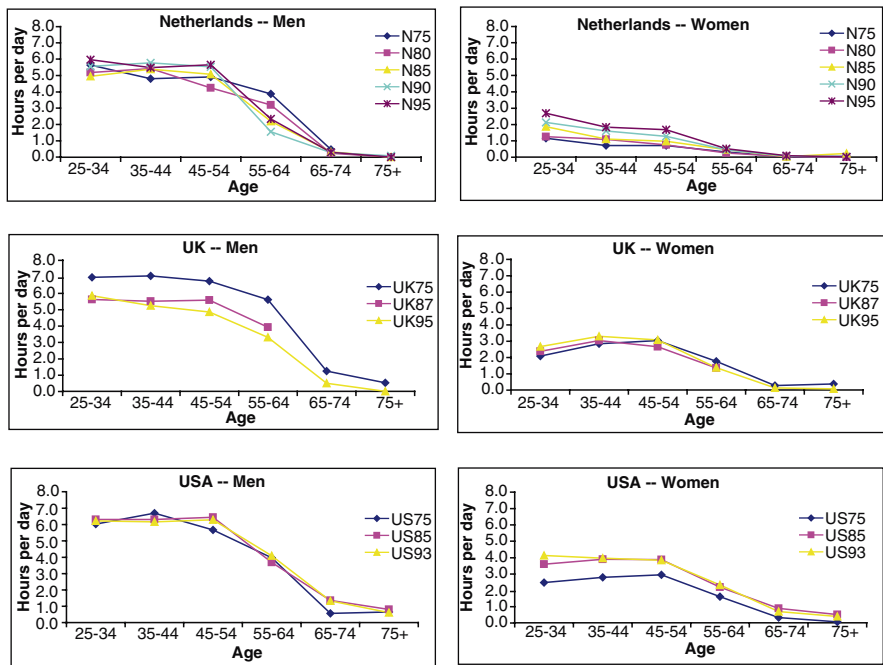 Netherlands -- Men
Hours per day
8.0
7.0
6.0
5.0
4.0
3.0
2.0
1.0
0.0
25-34 35-44 45-54 55-64 65-74 75+
Age
N75
N80
N85
N90
N95
Netherlands -- Women
Hours per day
8.0
7.0
6.0
5.0
4.0
3.0
2.0
1.0
0.0
25-34 35-44 45-54 55-64 65-74 75+
Age
N75
N80
N85
N90
N95
UK -- Men
Hours per day
8.0
7.0
6.0
5.0
4.0
3.0
2.0
1.0
0.0
25-34 35-44 45-54 55-64 65-74 75+
Age
UK75
UK87
UK95
UK -- Women
Hours per day
8.0
7.0
6.0
5.0
4.0
3.0
2.0
1.0
0.0
25-34 35-44 45-54 55-64 65-74 75+
Age
UK75
UK87
UK95
USA -- Men
Hours per day
8.0
7.0
6.0
5.0
4.0
3.0
2.0
1.0
0.0
25-34 35-44 45-54 55-64 65-74 75+
Age
US75
US85
US93
USA -- Women
Hours per day
8.0
7.0
6.0
5.0
4.0
3.0
2.0
1.0
0.0
25-34 35-44 45-54 55-64 65-74 75+
Age
US75
US85
US93